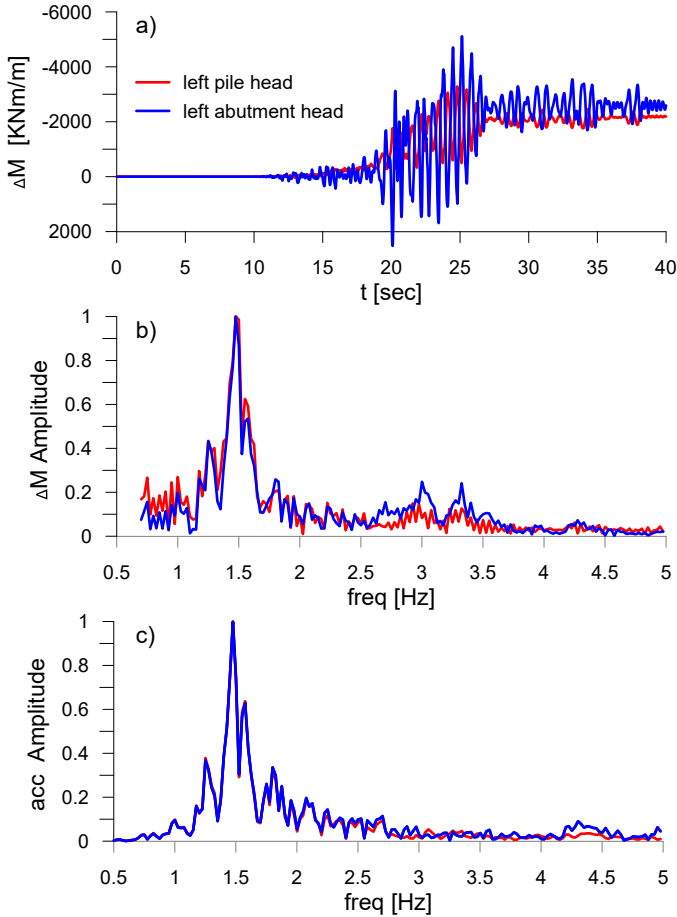 a)
-6000
-4000
-2000
0
2000
ΔM [KNm/m]
left pile head
left abutment head
0 5 10 15 20 25 30 35 40
t [sec]
b)
1
0.8
0.6
0.4
0.2
0
ΔM Amplitude
0.5 1 1.5 2 2.5 3 3.5 4 4.5 5
freq [Hz]
c)
1
0.8
0.6
0.4
0.2
0
acc Amplitude
0.5 1 1.5 2 2.5 3 3.5 4 4.5 5
freq [Hz]